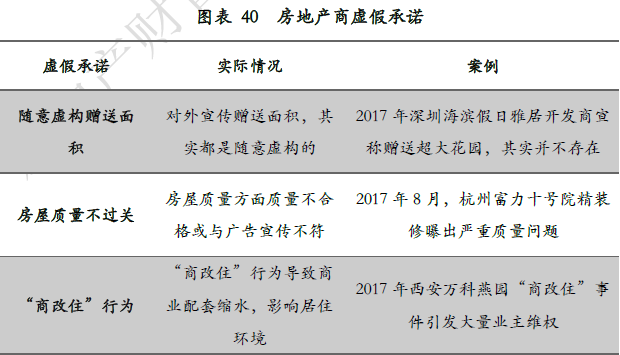 图表 40 房地产商虚假承诺
虚假承诺 实际情况 案例
随意虚构赠送面
积
对外宣传赠送面积，其
实都是随意虚构的
2017 年深圳海滨假日雅居开发商宣
称赠送超大花园，其实并不存在
房屋质量不过关
房屋质量方面质量不合
格或与广告宣传不符
2017 年 8 月，杭州富力十号院精装
修曝出严重质量问题
“商改住”行为
“商改住”行为导致商
业配套缩水，影响居住
环境
2017 年西安万科燕园“商改住”事
件引发大量业主维权
产财